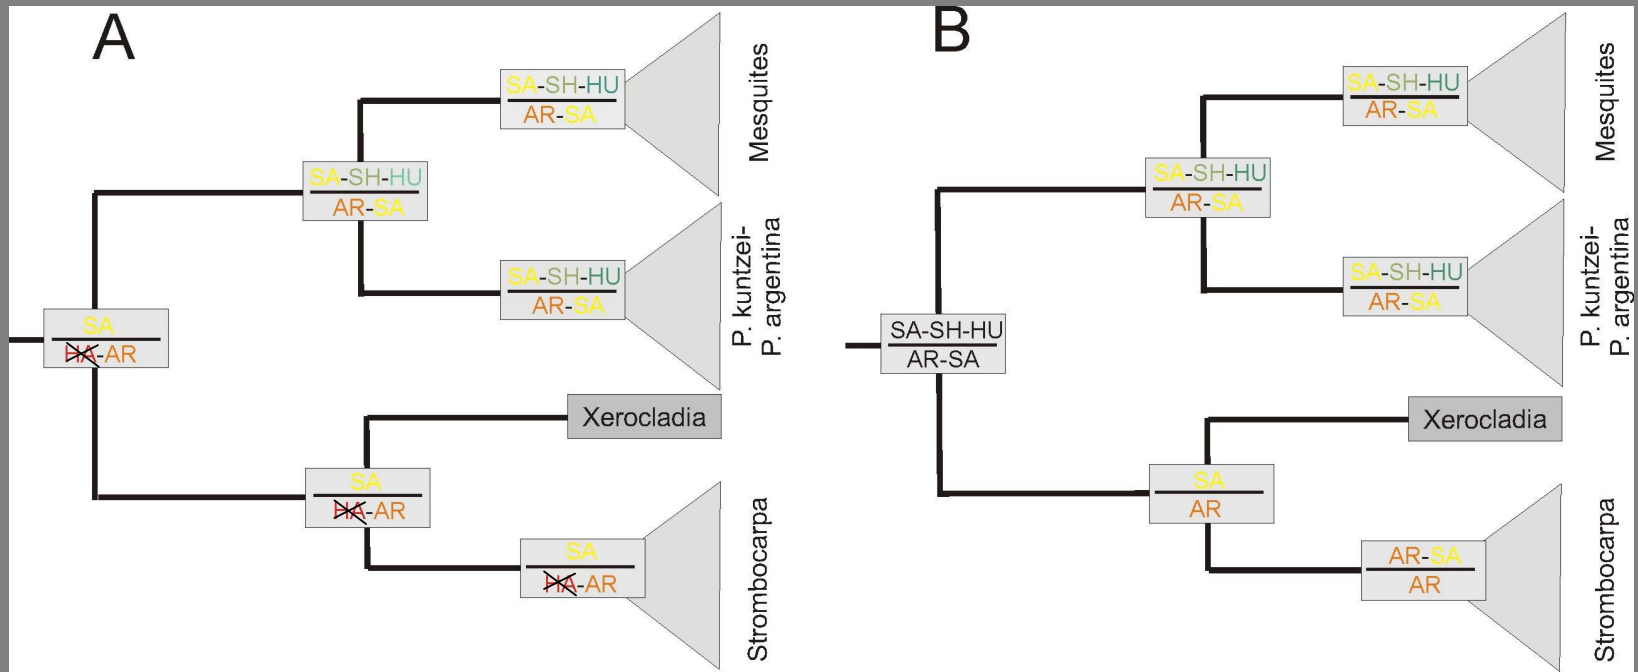 A
SA-SH-HU
AR-SA
Mesquites
SA-SH-HU
AR-SA
SA-SH-HU
AR-SA
P. kuntzei-
P. argentina
SA
HA-AR
Xerocladia
SA
HA-AR
SA
HA-AR
Strombocarpa
B
SA-SH-HU
AR-SA
Mesquites
SA-SH-HU
AR-SA
SA-SH-HU
AR-SA
P. kuntzei-
P. argentina
SA-SH-HU
AR-SA
Xerocladia
SA
AR
AR-SA
AR
Strombocarpa